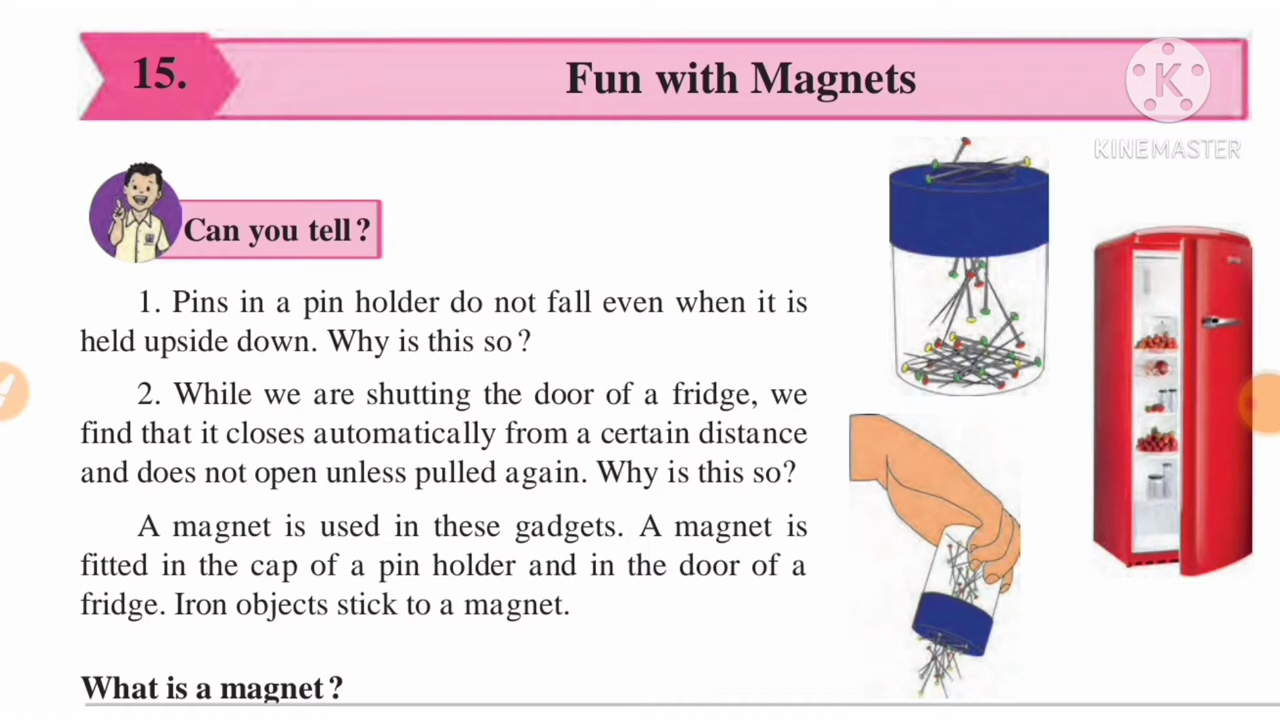 15.
Fun with Magnets
K
KINEMASTER
Can you tell?
1. Pins in a pin holder do not fall even when it is
held upside down. Why is this so?
2. While we are shutting the door of a fridge, we
find that it closes automatically from a certain distance
and does not open unless pulled again. Why is this so?
A magnet is used in these gadgets. A magnet is
fitted in the cap of a pin holder and in the door of a
fridge. Iron objects stick to a magnet.
What is a magnet?